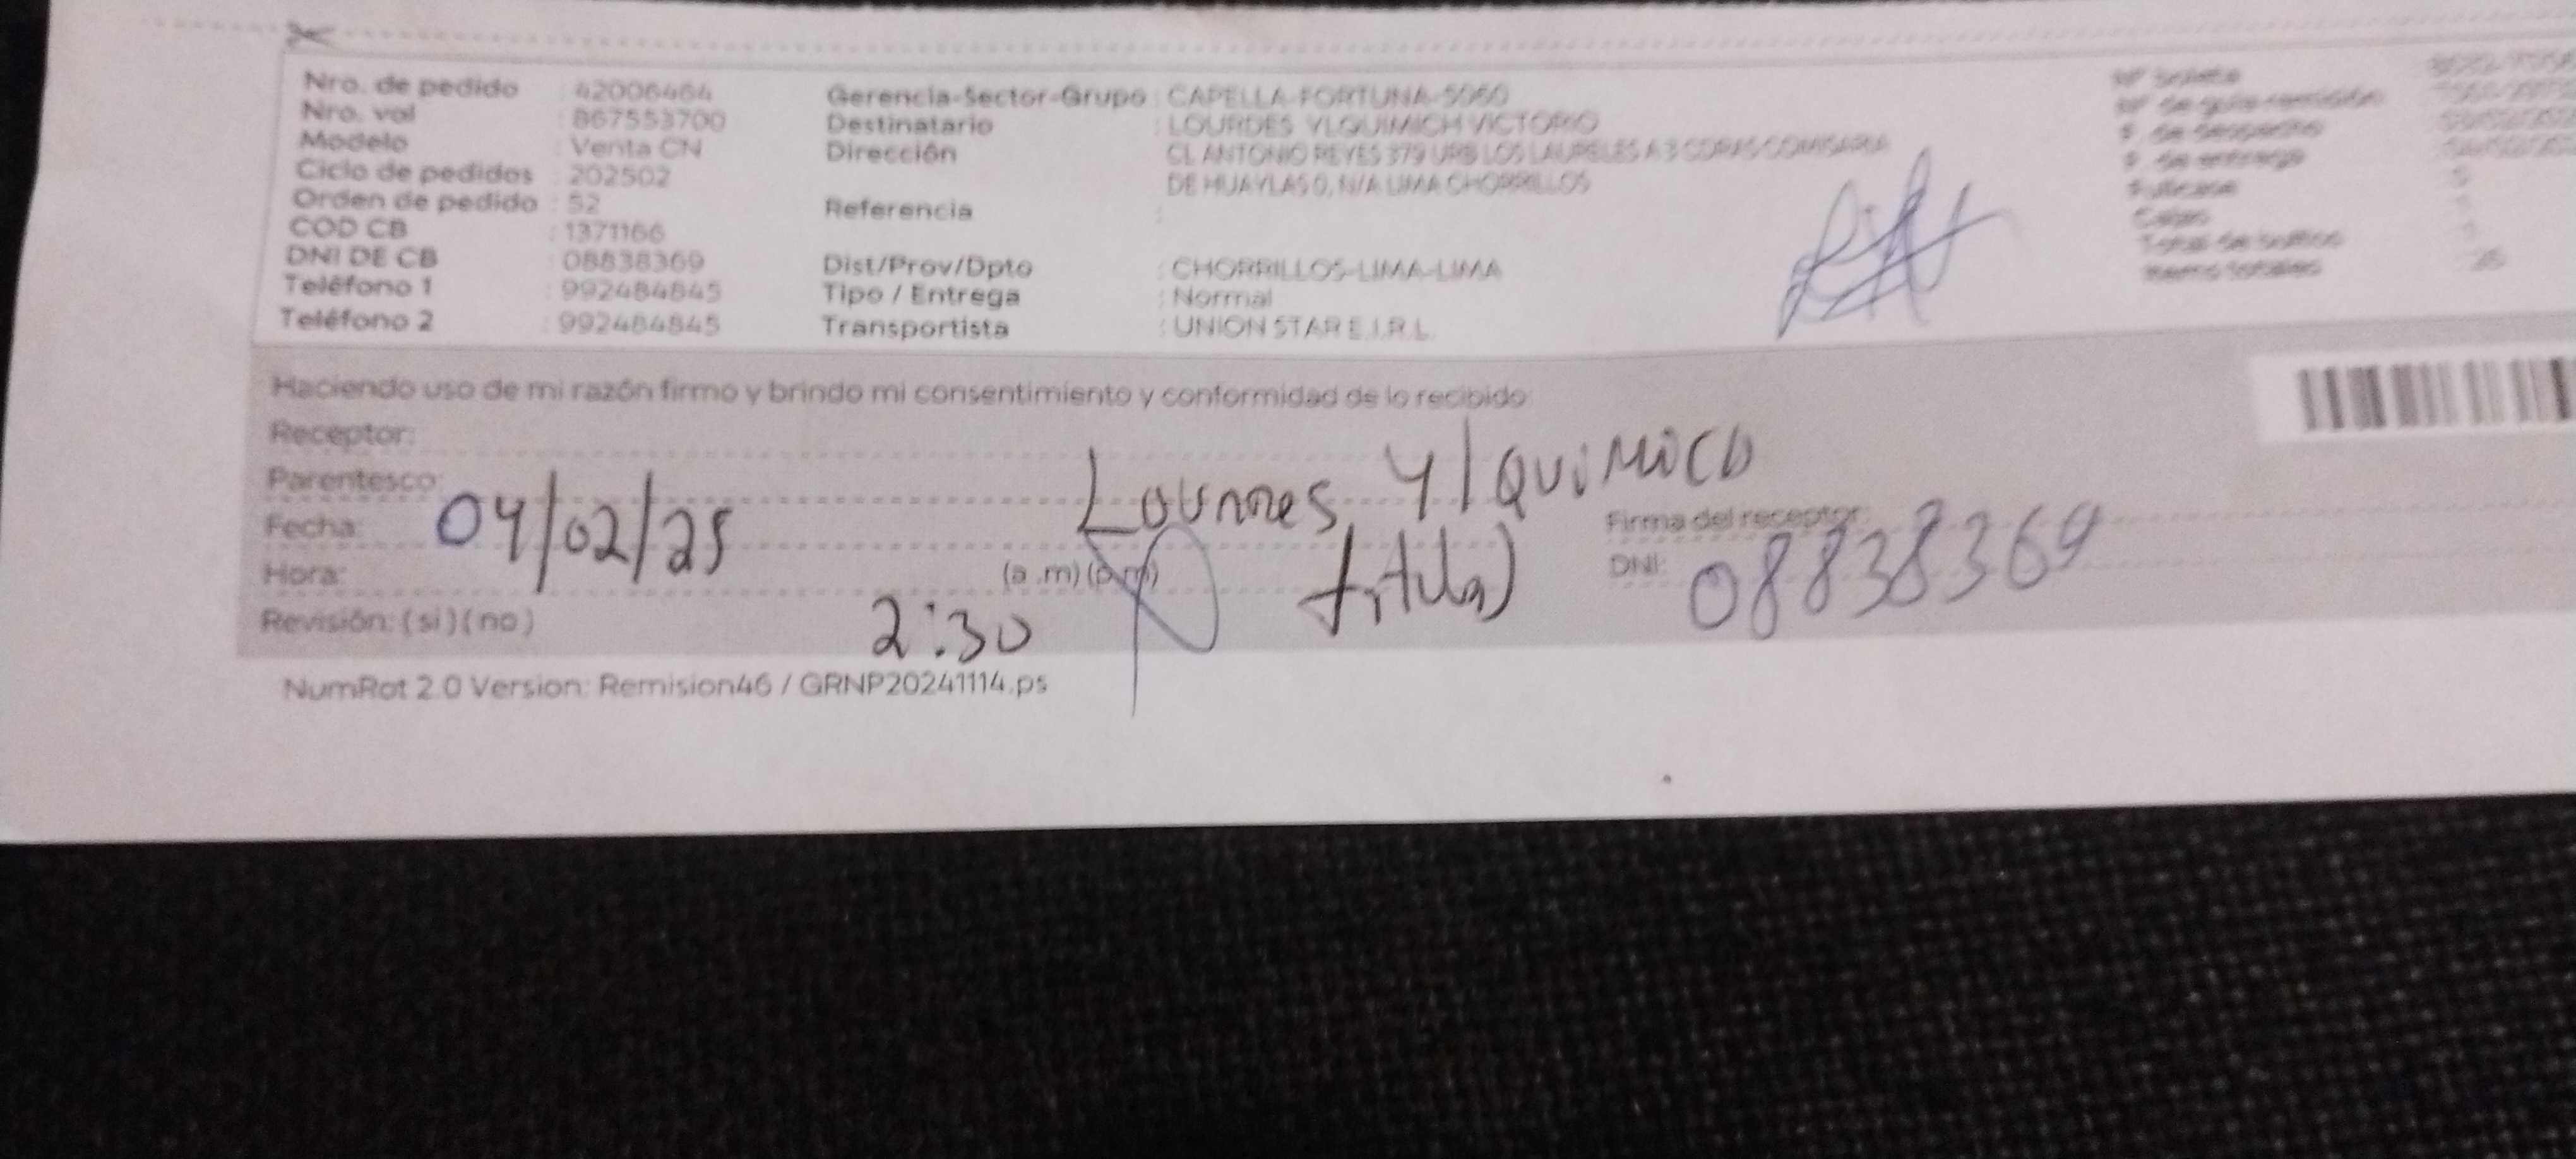 Nro. de pedido : 42006464
Nro. val : 867553700
Modelo : Venta CN
Ciclo de pedidos : 202502
Orden de pedido : 52
COD CB : 1371166
DNI DE CB : 08838369
Teléfono 1 : 992484845
Teléfono 2 : 992484845
Gerencia-Sector-Grupo : CAPELLA-FORTUNA-5060
Destinatario : LOURDES YLQUIMICH VICTORIO
Dirección CL ANTONIO REYES 379 URB LOS LAURELES A 3 CDRAS COMISARIA
DE HUAYLAS 0, N/A LIMA CHORRILLOS
Referencia :
Dist/Prov/Dpto : CHORRILLOS-LIMA-LIMA
Tipo / Entrega : Normal
Transportista : UNION STAR E.I.R.L.
Haciendo uso de mi razón firmo y brindo mi consentimiento y conformidad de lo recibido:
Receptor:
Parentesco: Lourdes Ylquimich
Fecha: 04/02/25 titular
Firma del receptor:
Hora: 2:30 (a .m) (p.m)
DNI: 08838369
Revisión: ( si ) ( no )
NumRot 2.0 Version: Remision46 / GRNP20241114.ps